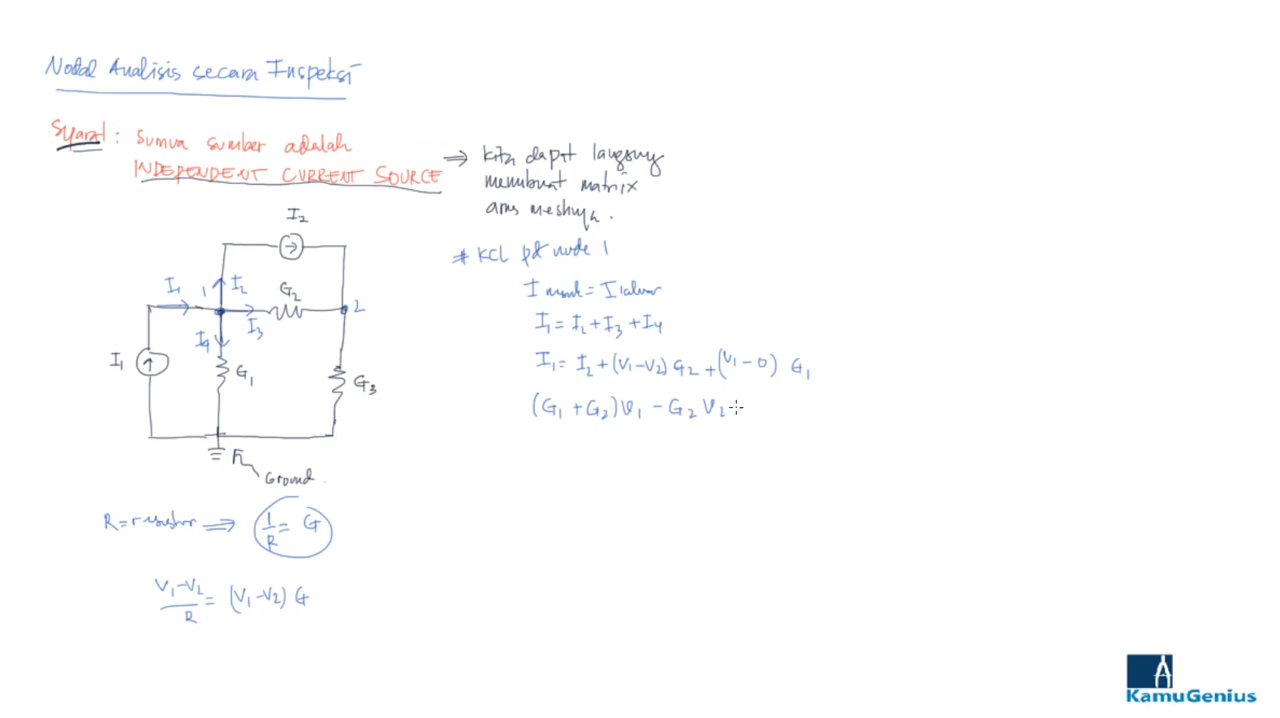 Nodal Analisis secara Inspeksi
Syarat : Sumua sumber adalah
INDEPENDENT CURRENT SOURCE
⇒ kita dapat langsung
membuat matrix
arus meshnya.
# KCL pd node 1
I masuk = I keluar
I1 = I2 + I3 + I4
I1 = I2 + (V1 - V2) G2 + (V1 - 0) G1
(G1 + G2) V1 - G2 V2
I2
I1
1
I2
G2
2
I3
I4
I1
G1
G3
Ground
R = resistor ⇒ 1/R = G
V1 - V2 / R = (V1 - V2) G
KamuGenius